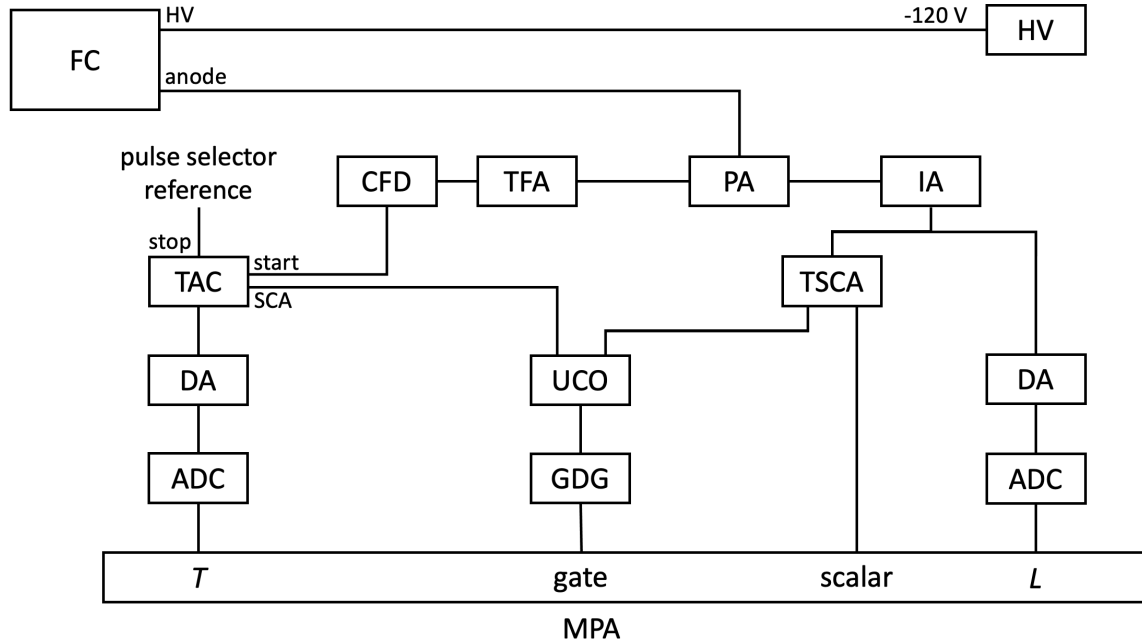 HV
-120 V
HV
FC
anode
pulse selector
reference
CFD
TFA
PA
IA
stop
start
TAC
SCA
TSCA
DA
UCO
DA
ADC
GDG
ADC
T
gate
scalar
L
MPA